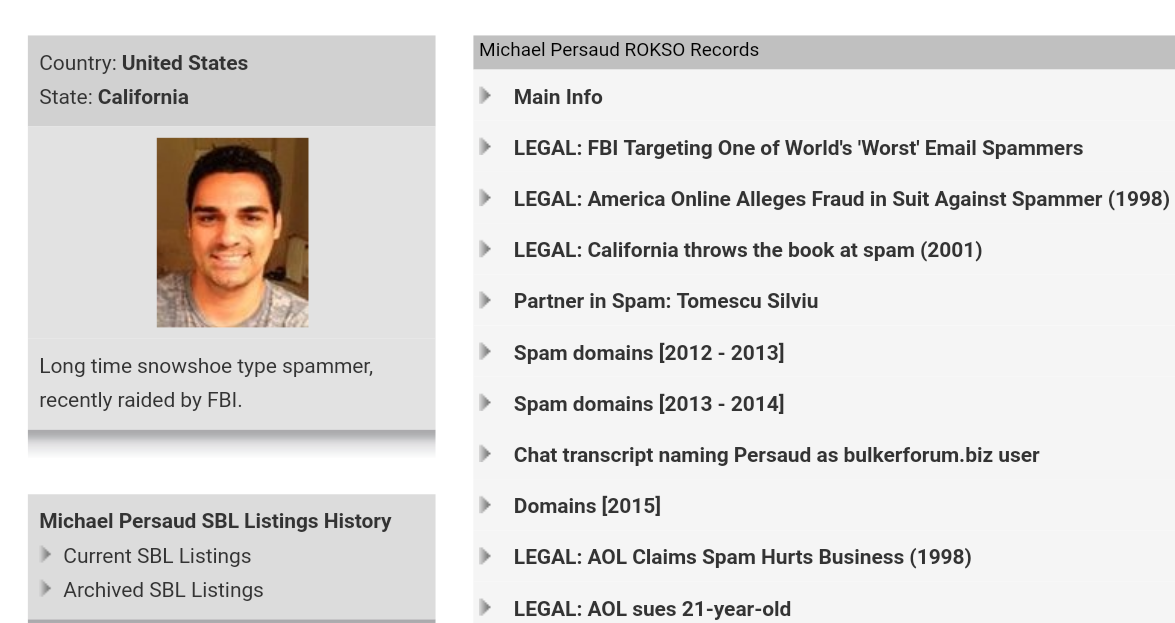 Country: United States
State: California
Long time snowshoe type spammer,
recently raided by FBI.
Michael Persaud SBL Listings History
Current SBL Listings
Archived SBL Listings
Michael Persaud ROKSO Records
Main Info
LEGAL: FBI Targeting One of World's 'Worst' Email Spammers
LEGAL: America Online Alleges Fraud in Suit Against Spammer (1998)
LEGAL: California throws the book at spam (2001)
Partner in Spam: Tomescu Silviu
Spam domains [2012 - 2013]
Spam domains [2013 - 2014]
Chat transcript naming Persaud as bulkerforum.biz user
Domains [2015]
LEGAL: AOL Claims Spam Hurts Business (1998)
LEGAL: AOL sues 21-year-old